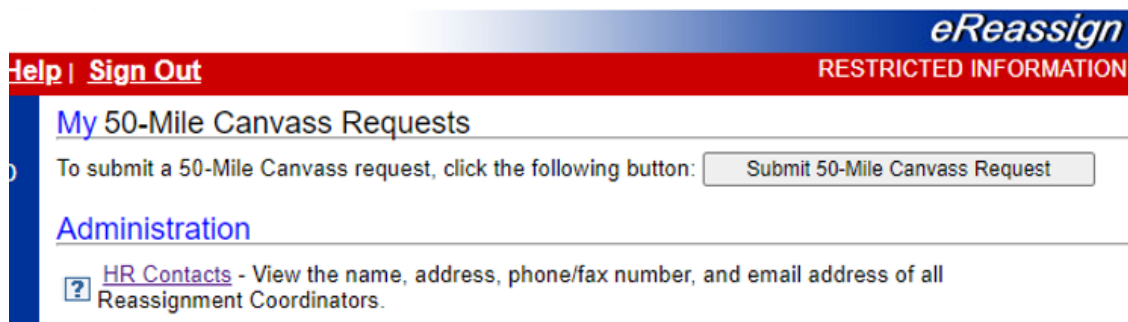 eReassign
Help | Sign Out RESTRICTED INFORMATION
My 50-Mile Canvass Requests
To submit a 50-Mile Canvass request, click the following button: Submit 50-Mile Canvass Request
Administration
? HR Contacts - View the name, address, phone/fax number, and email address of all
Reassignment Coordinators.